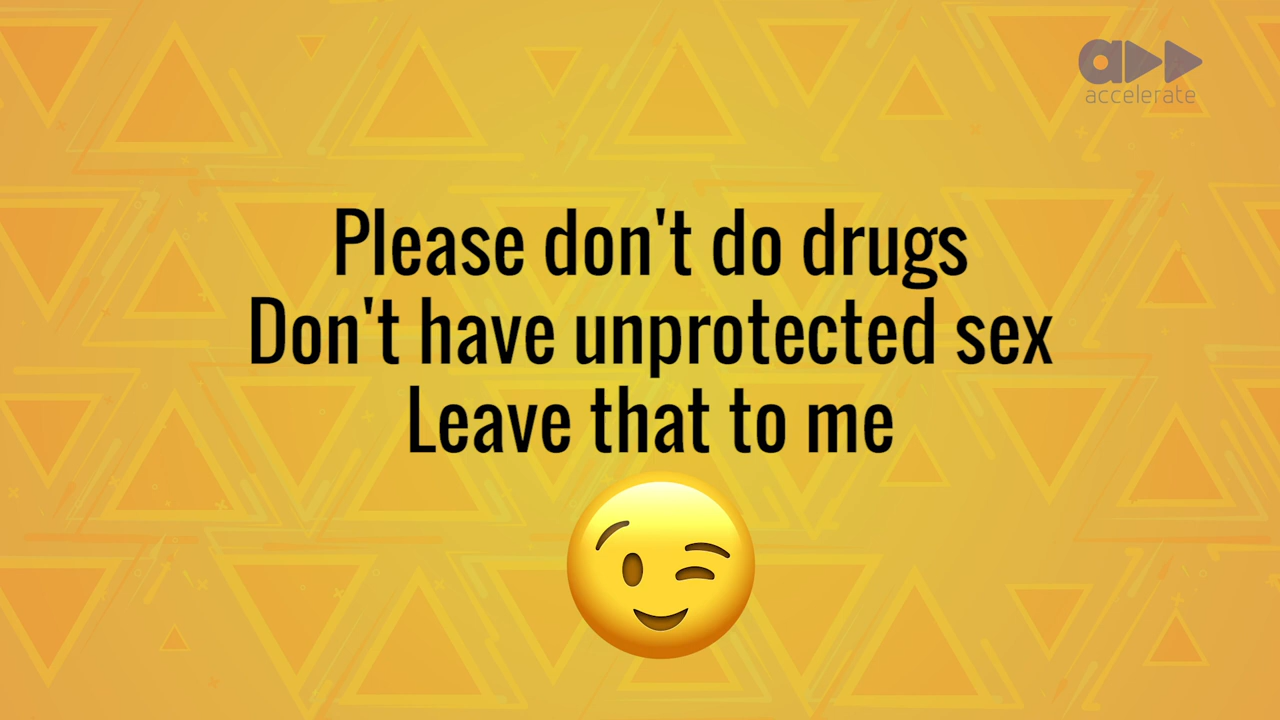 accelerate
Please don't do drugs
Don't have unprotected sex
Leave that to me